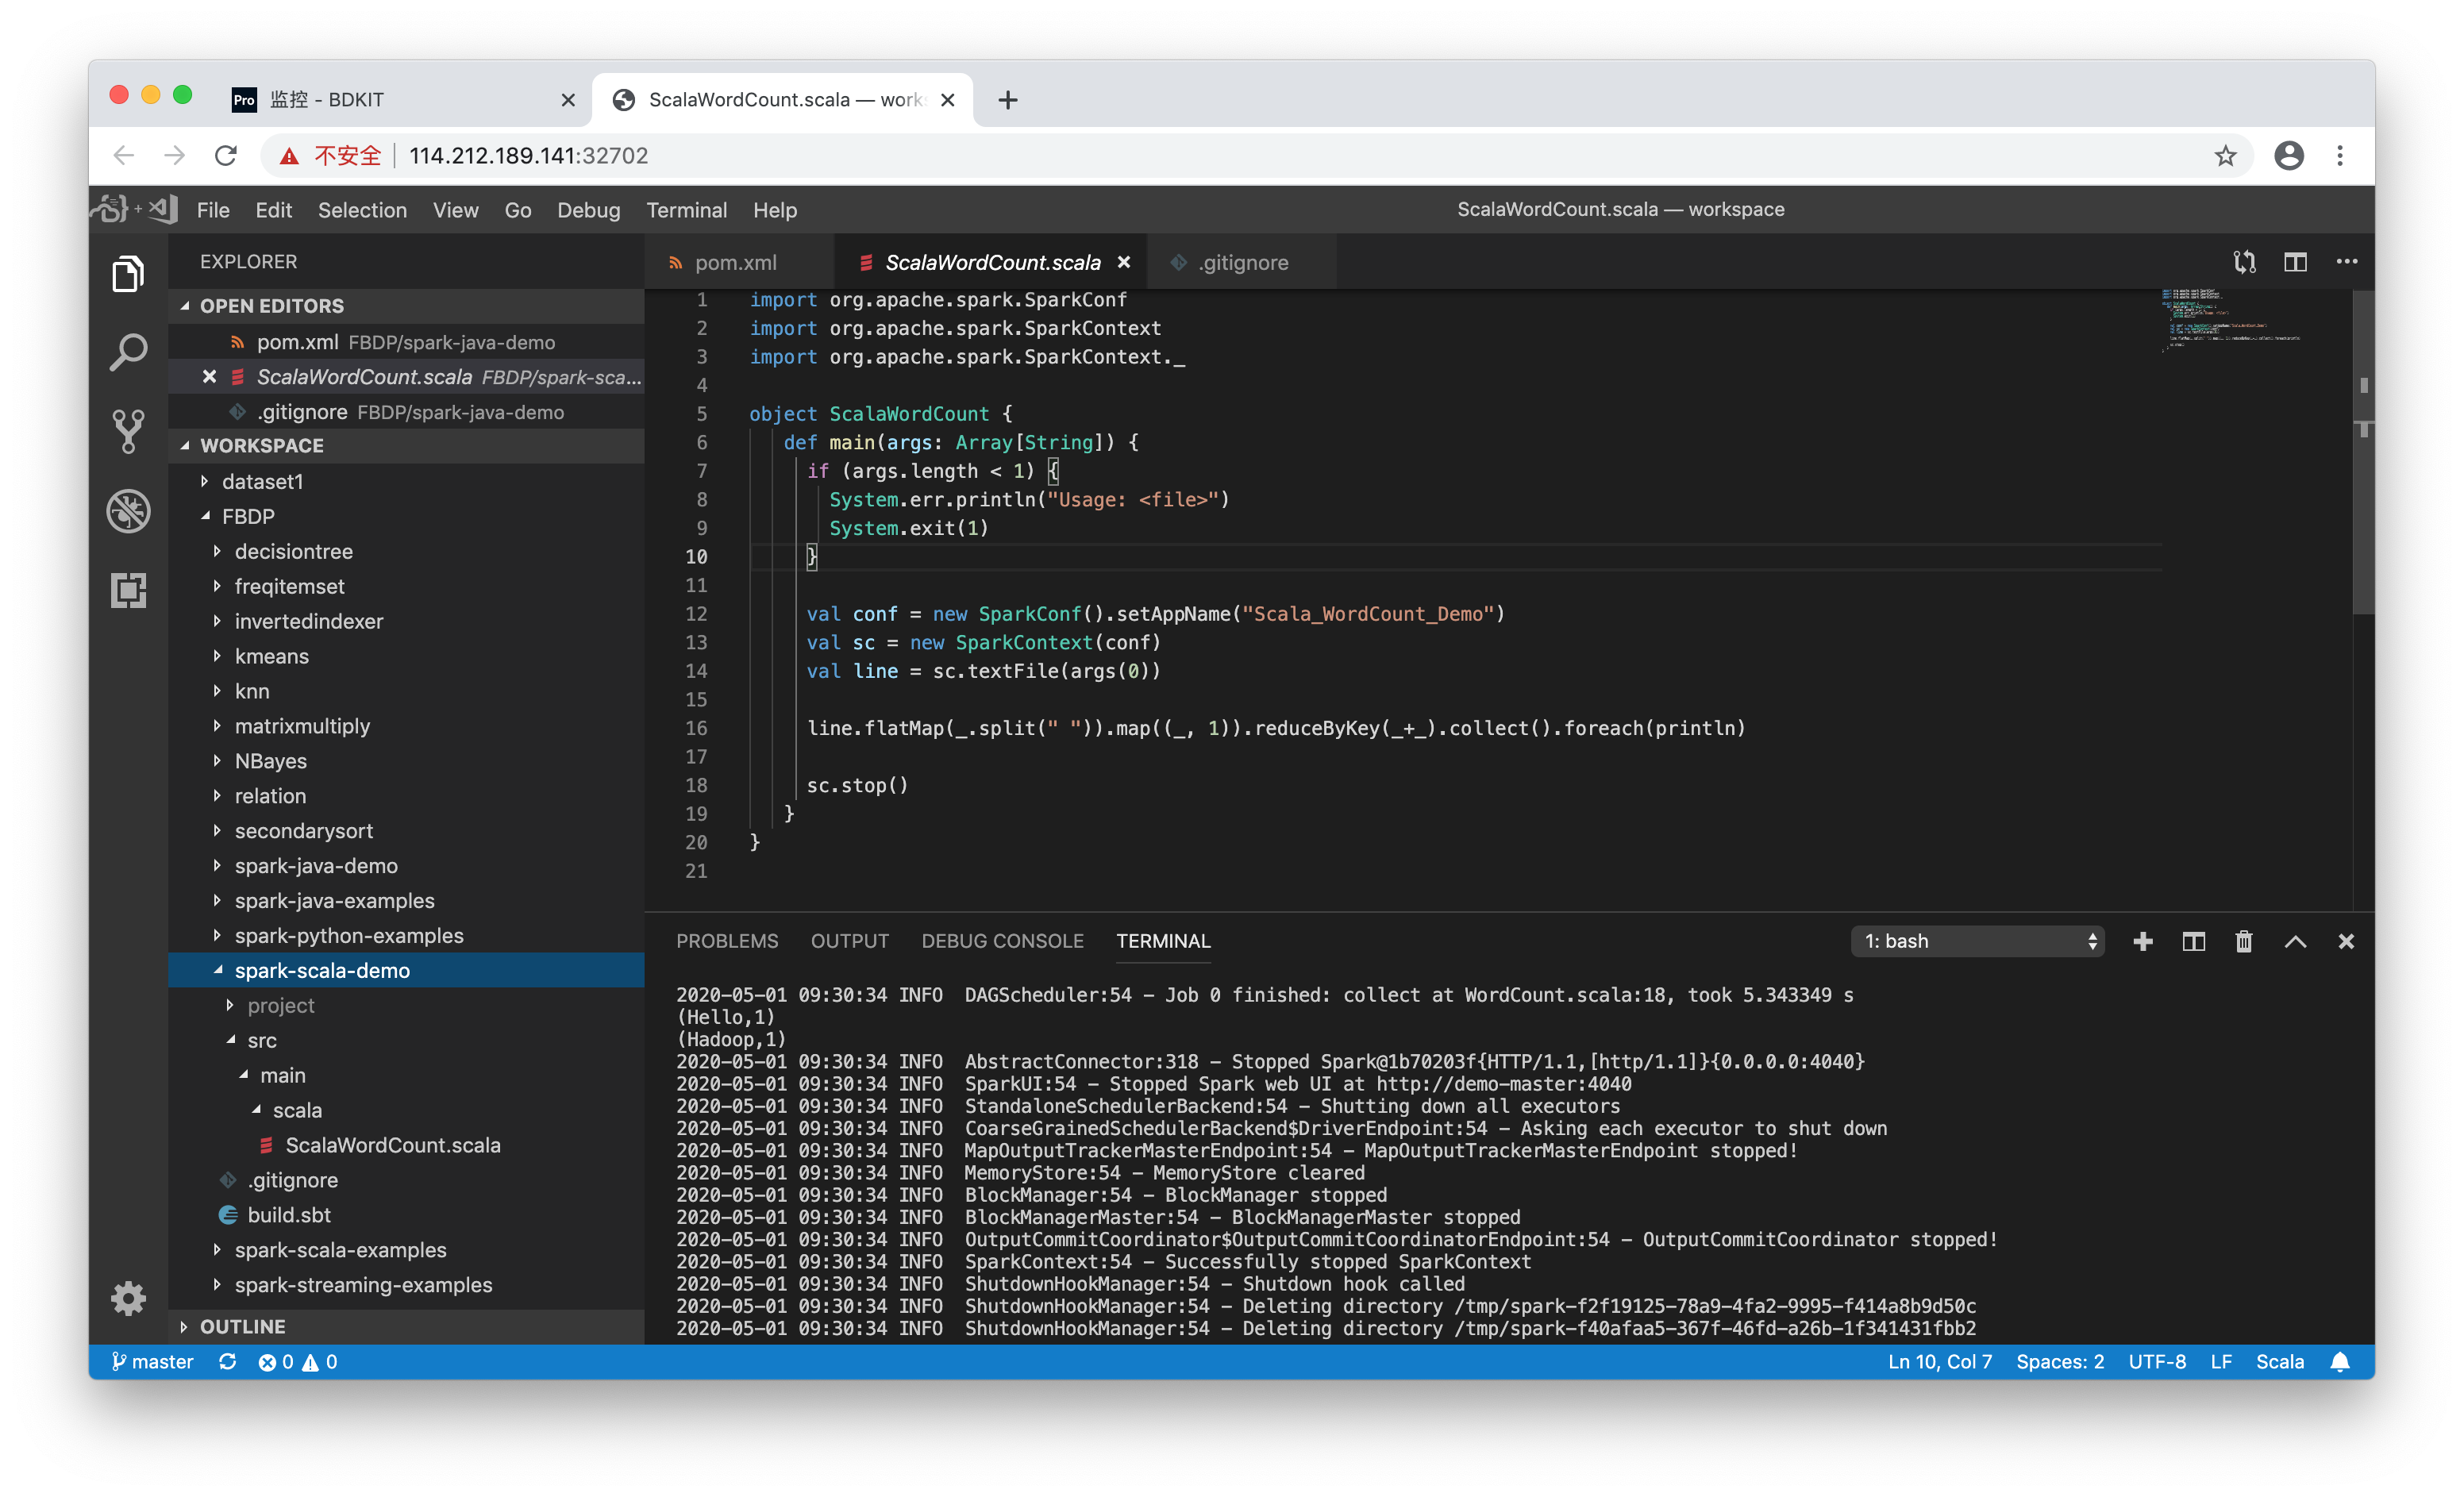 Pro 监控 - BDKIT
ScalaWordCount.scala — work
不安全 114.212.189.141:32702
File Edit Selection View Go Debug Terminal Help
ScalaWordCount.scala — workspace
EXPLORER
OPEN EDITORS
pom.xml FBDP/spark-java-demo
ScalaWordCount.scala FBDP/spark-sca...
.gitignore FBDP/spark-java-demo
WORKSPACE
dataset1
FBDP
decisiontree
freqitemset
invertedindexer
kmeans
knn
matrixmultiply
NBayes
relation
secondarysort
spark-java-demo
spark-java-examples
spark-python-examples
spark-scala-demo
project
src
main
scala
ScalaWordCount.scala
.gitignore
build.sbt
spark-scala-examples
spark-streaming-examples
OUTLINE
pom.xml
ScalaWordCount.scala
.gitignore
1 import org.apache.spark.SparkConf
2 import org.apache.spark.SparkContext
3 import org.apache.spark.SparkContext._
4
5 object ScalaWordCount {
6 def main(args: Array[String]) {
7 if (args.length < 1) {
8 System.err.println("Usage: <file>")
9 System.exit(1)
10 }
11
12 val conf = new SparkConf().setAppName("Scala_WordCount_Demo")
13 val sc = new SparkContext(conf)
14 val line = sc.textFile(args(0))
15
16 line.flatMap(_.split(" ")).map((_, 1)).reduceByKey(_+_).collect().foreach(println)
17
18 sc.stop()
19 }
20 }
21
PROBLEMS OUTPUT DEBUG CONSOLE TERMINAL
1: bash
2020-05-01 09:30:34 INFO DAGScheduler:54 - Job 0 finished: collect at WordCount.scala:18, took 5.343349 s
(Hello,1)
(Hadoop,1)
2020-05-01 09:30:34 INFO AbstractConnector:318 - Stopped Spark@1b70203f{HTTP/1.1,[http/1.1]}{0.0.0.0:4040}
2020-05-01 09:30:34 INFO SparkUI:54 - Stopped Spark web UI at http://demo-master:4040
2020-05-01 09:30:34 INFO StandaloneSchedulerBackend:54 - Shutting down all executors
2020-05-01 09:30:34 INFO CoarseGrainedSchedulerBackend$DriverEndpoint:54 - Asking each executor to shut down
2020-05-01 09:30:34 INFO MapOutputTrackerMasterEndpoint:54 - MapOutputTrackerMasterEndpoint stopped!
2020-05-01 09:30:34 INFO MemoryStore:54 - MemoryStore cleared
2020-05-01 09:30:34 INFO BlockManager:54 - BlockManager stopped
2020-05-01 09:30:34 INFO BlockManagerMaster:54 - BlockManagerMaster stopped
2020-05-01 09:30:34 INFO OutputCommitCoordinator$OutputCommitCoordinatorEndpoint:54 - OutputCommitCoordinator stopped!
2020-05-01 09:30:34 INFO SparkContext:54 - Successfully stopped SparkContext
2020-05-01 09:30:34 INFO ShutdownHookManager:54 - Shutdown hook called
2020-05-01 09:30:34 INFO ShutdownHookManager:54 - Deleting directory /tmp/spark-f2f19125-78a9-4fa2-9995-f414a8b9d50c
2020-05-01 09:30:34 INFO ShutdownHookManager:54 - Deleting directory /tmp/spark-f40afaa5-367f-46fd-a26b-1f341431fbb2
master 0 0
Ln 10, Col 7 Spaces: 2 UTF-8 LF Scala